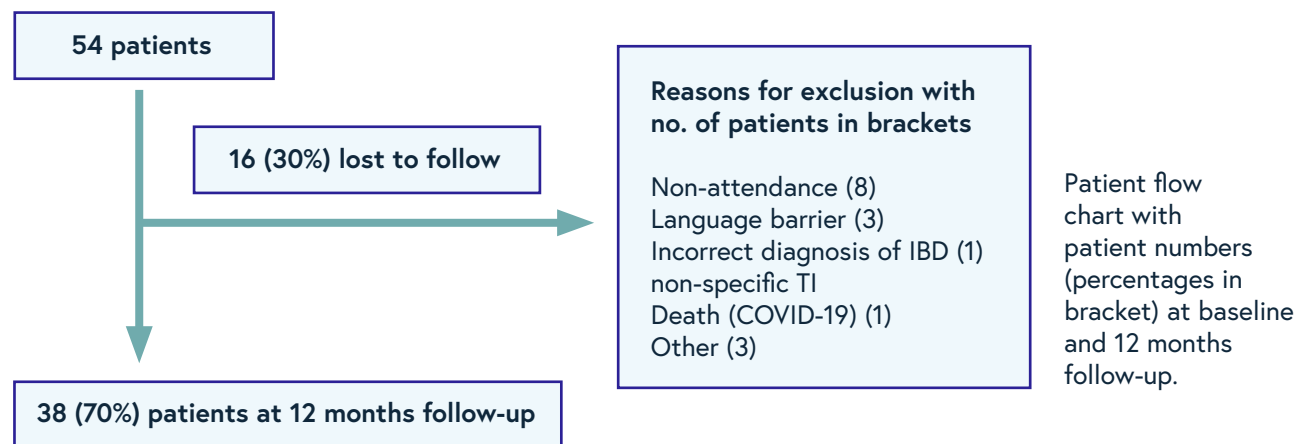 54 patients
16 (30%) lost to follow
Reasons for exclusion with
no. of patients in brackets
Non-attendance (8)
Language barrier (3)
Incorrect diagnosis of IBD (1)
non-specific TI
Death (COVID-19) (1)
Other (3)
Patient flow
chart with
patient numbers
(percentages in
bracket) at baseline
and 12 months
follow-up.
38 (70%) patients at 12 months follow-up